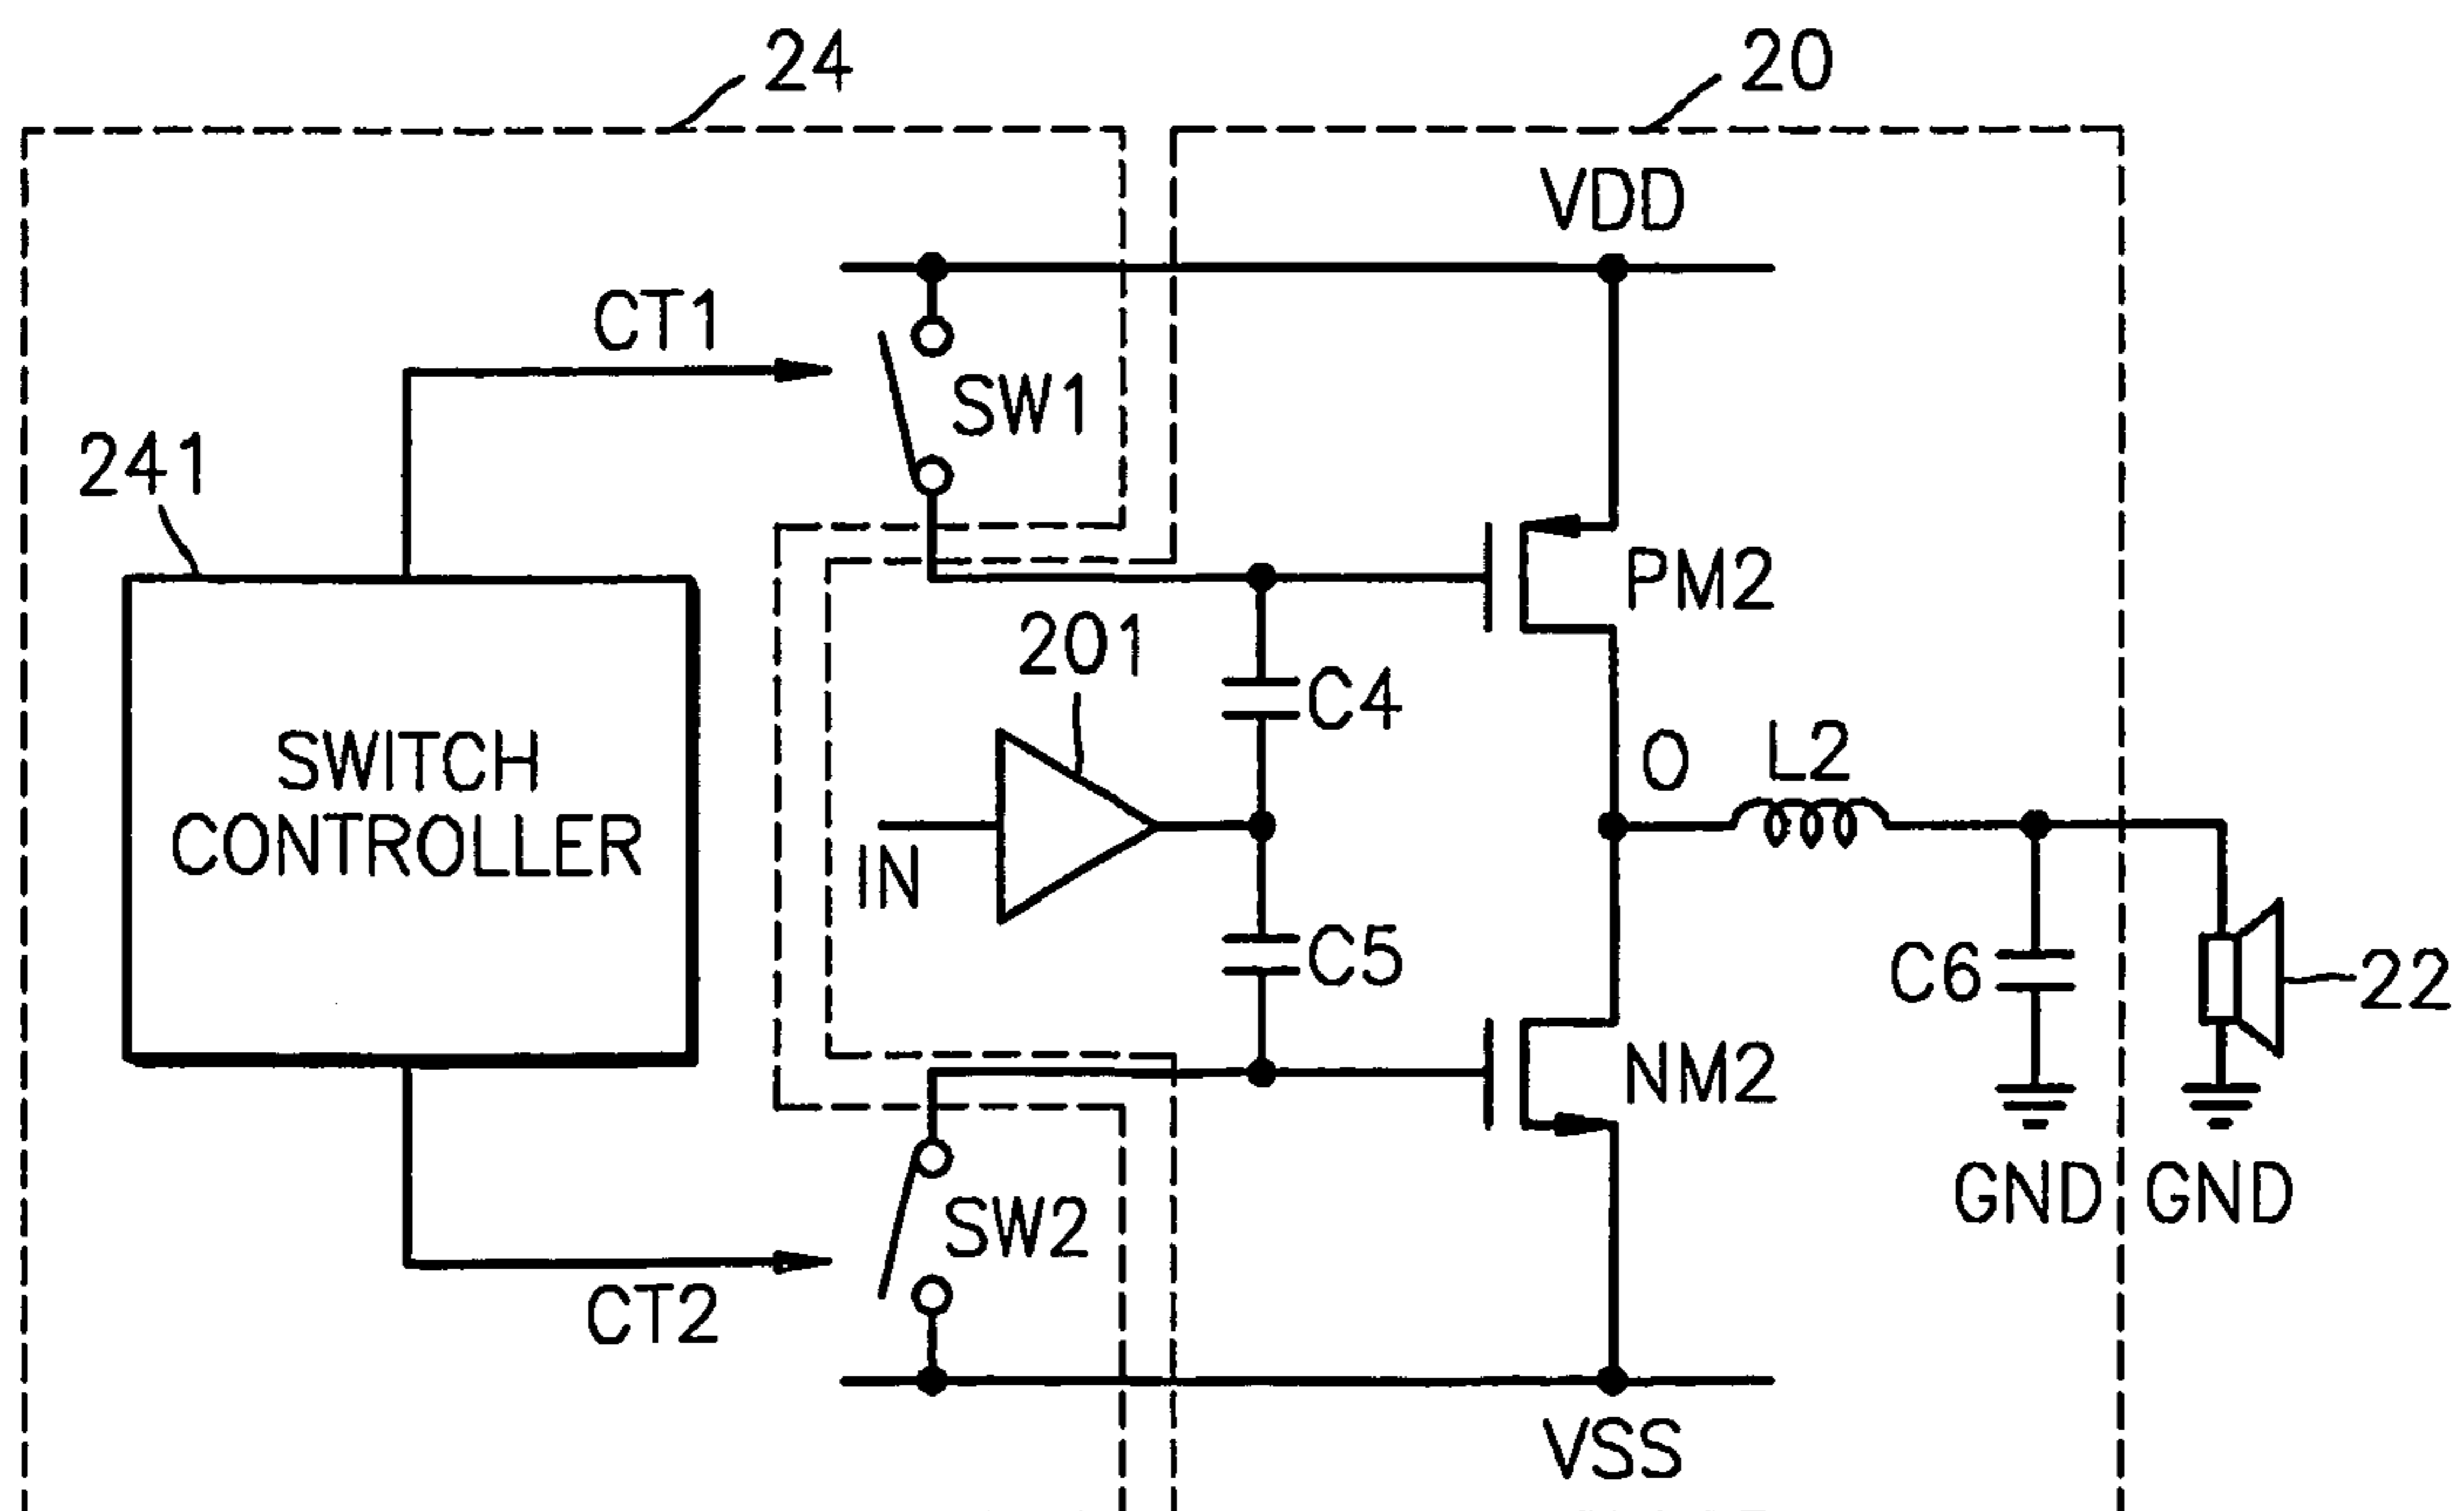 24
20
VDD
CT1
SW1
241
PM2
201
C4
SWITCH
CONTROLLER
O
L2
IN
C5
C6
22
NM2
GND
GND
SW2
CT2
VSS